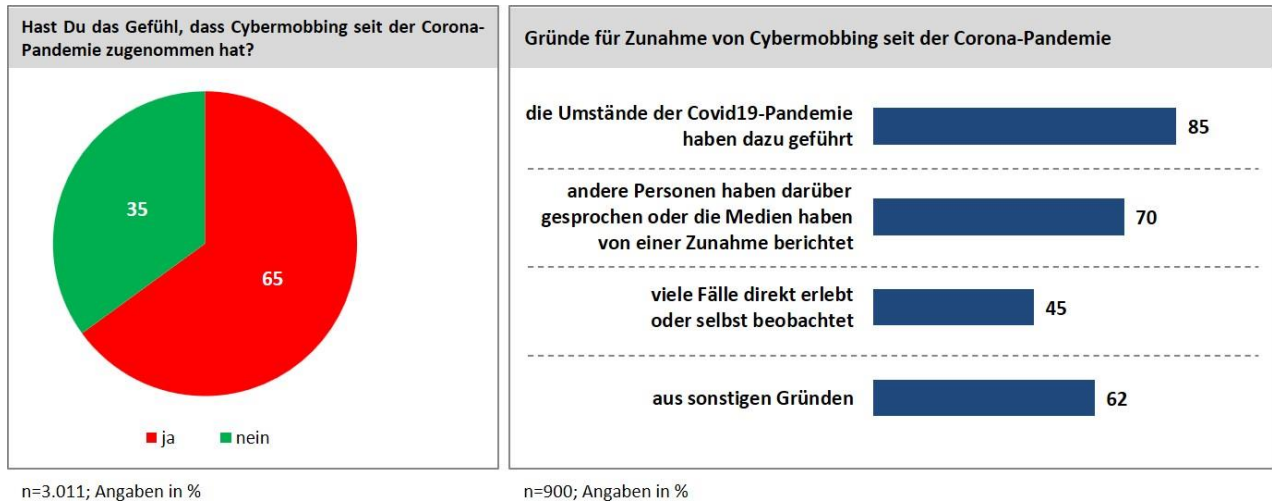 Hast Du das Gefühl, dass Cybermobbing seit der Corona-
Pandemie zugenommen hat?
35
65
ja
nein
n=3.011; Angaben in %
Gründe für Zunahme von Cybermobbing seit der Corona-Pandemie
die Umstände der Covid19-Pandemie
haben dazu geführt
85
andere Personen haben darüber
gesprochen oder die Medien haben
von einer Zunahme berichtet
70
viele Fälle direkt erlebt
oder selbst beobachtet
45
aus sonstigen Gründen
62
n=900; Angaben in %